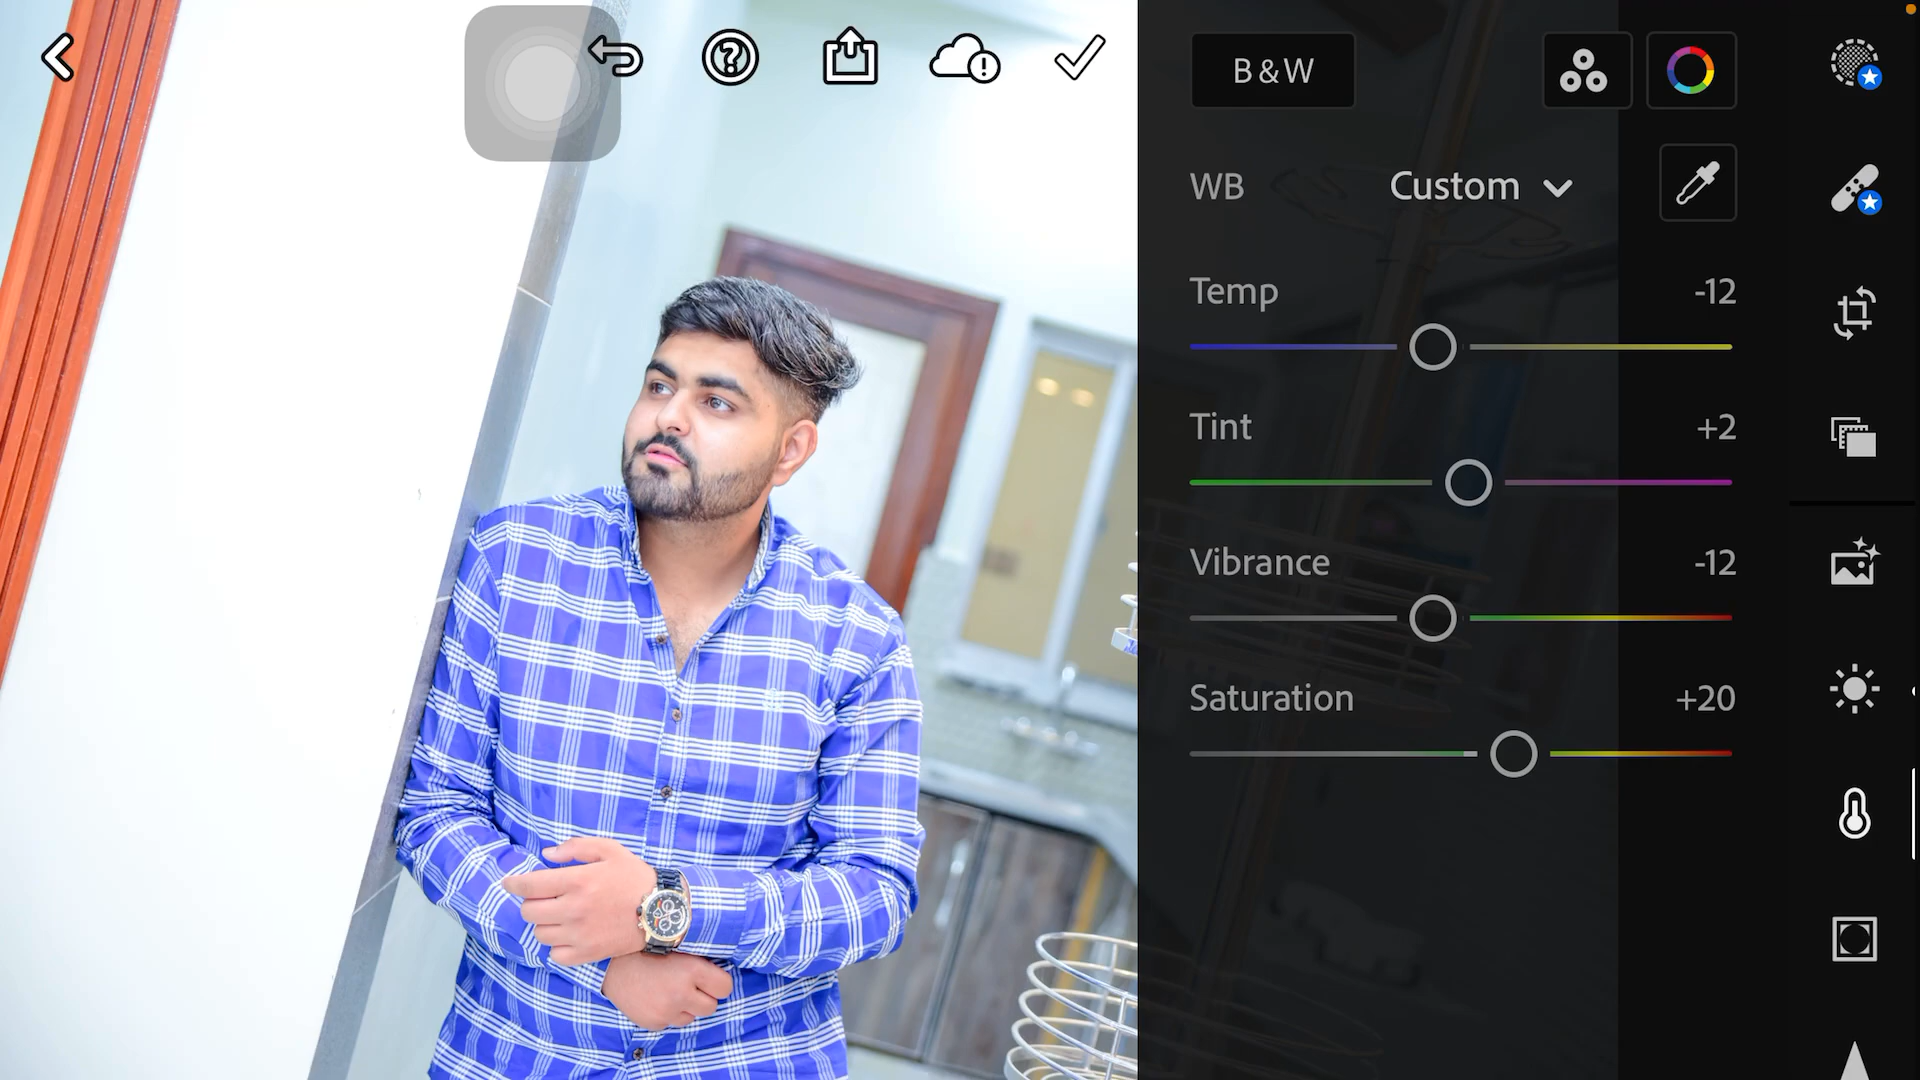 B&W
WB Custom
Temp -12
Tint +2
Vibrance -12
Saturation +20